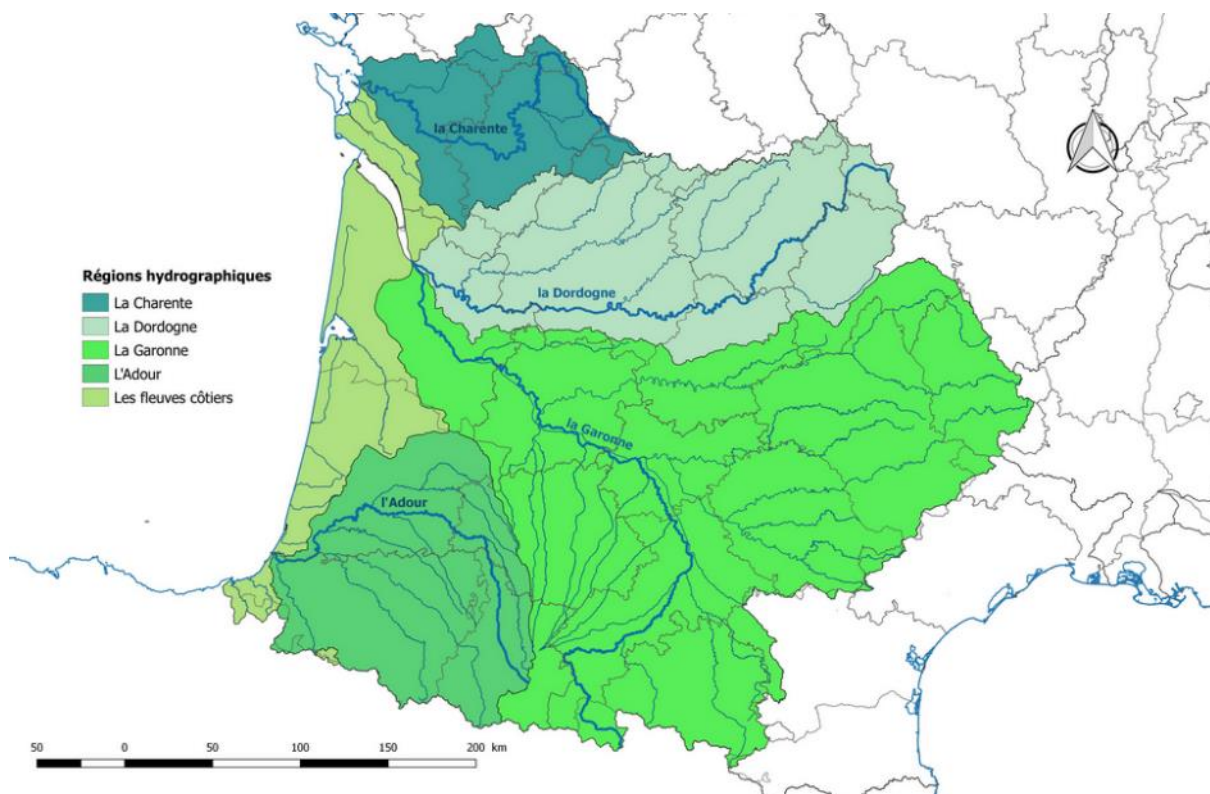 la Charente
Régions hydrographiques
La Charente
La Dordogne
La Garonne
L'Adour
Les fleuves côtiers
la Dordogne
la Garonne
l'Adour
50 0 50 100 150 200 km